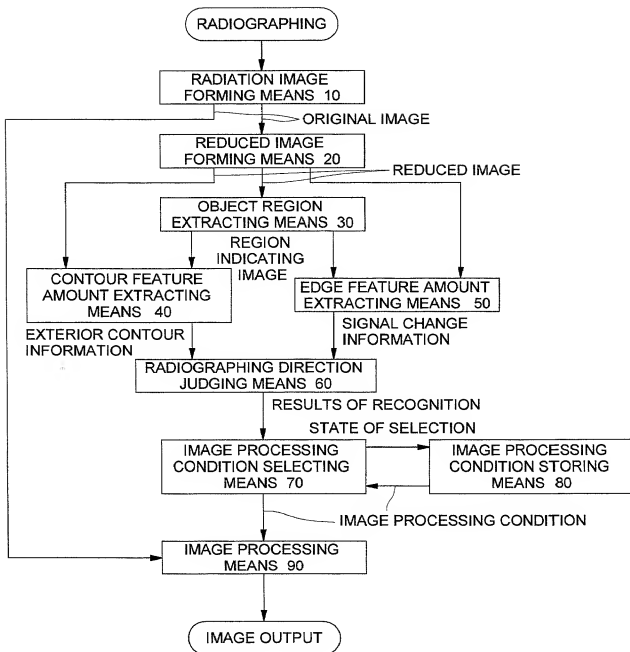 RADIOGRAPHING
RADIATION IMAGE
FORMING MEANS 10
ORIGINAL IMAGE
REDUCED IMAGE
FORMING MEANS 20
REDUCED IMAGE
OBJECT REGION
EXTRACTING MEANS 30
REGION
INDICATING
IMAGE
CONTOUR FEATURE
AMOUNT EXTRACTING
MEANS 40
EDGE FEATURE AMOUNT
EXTRACTING MEANS 50
EXTERIOR CONTOUR
INFORMATION
SIGNAL CHANGE
INFORMATION
RADIOGRAPHING DIRECTION
JUDGING MEANS 60
RESULTS OF RECOGNITION
STATE OF SELECTION
IMAGE PROCESSING
CONDITION SELECTING
MEANS 70
IMAGE PROCESSING
CONDITION STORING
MEANS 80
IMAGE PROCESSING CONDITION
IMAGE PROCESSING
MEANS 90
IMAGE OUTPUT